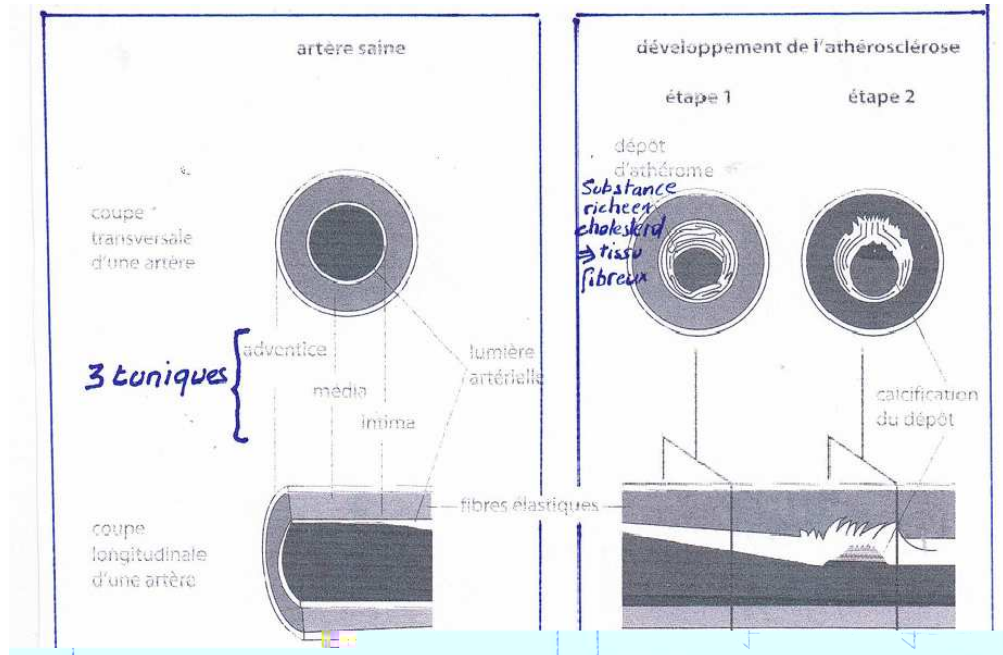 artère saine
coupe
transversale
d'une artère
3 tuniques
adventice
média
intima
lumière
artérielle
coupe
longitudinale
d'une artère
fibres élastiques
développement de l'athérosclérose
étape 1
étape 2
dépôt
d'athérome
Substance
riche en
cholestérol
⇒ tissu
fibreux
calcification
du dépôt